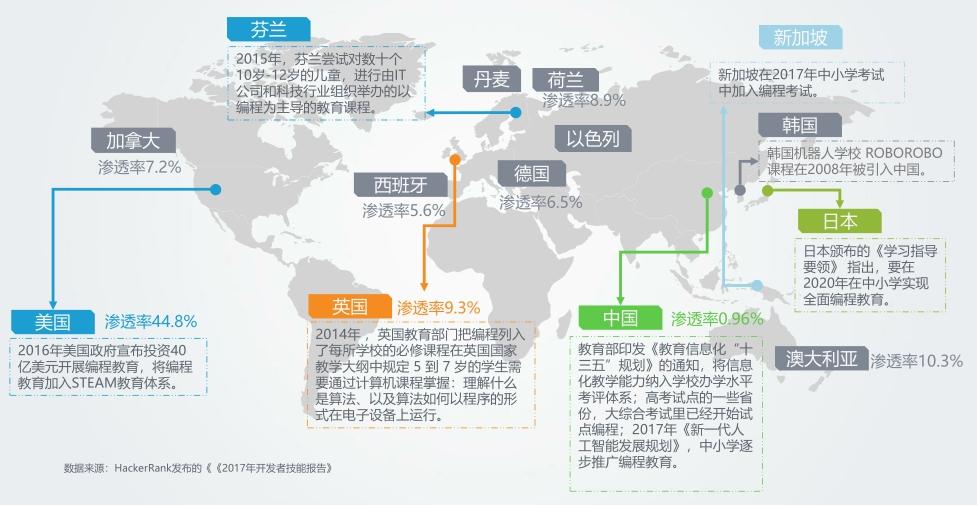 芬兰
2015年，芬兰尝试对数十个
10岁-12岁的儿童，进行由IT
公司和科技行业组织举办的以
编程为主导的教育课程。
丹麦
荷兰
渗透率8.9%
以色列
新加坡
新加坡在2017年中小学考试
中加入编程考试。
韩国
韩国机器人学校 ROBOROBO
课程在2008年被引入中国。
加拿大
渗透率7.2%
西班牙
渗透率5.6%
德国
渗透率6.5%
日本
日本颁布的《学习指导
要领》 指出，要在
2020年在中小学实现
全面编程教育。
美国
渗透率44.8%
2016年美国政府宣布投资40
亿美元开展编程教育，将编程
教育加入STEAM教育体系。
英国
渗透率9.3%
2014年 ，英国教育部门把编程列入
了每所学校的必修课程在英国国家
教学大纲中规定 5 到 7 岁的学生需
要通过计算机课程掌握：理解什么
是算法、以及算法如何以程序的形
式在电子设备上运行。
中国
渗透率0.96%
教育部印发《教育信息化“十
三五”规划》的通知，将信息
化教学能力纳入学校办学水平
考评体系；高考试点的一些省
份，大综合考试里已经开始试
点编程；2017年《新一代人
工智能发展规划》，中小学逐
步推广编程教育。
澳大利亚
渗透率10.3%
数据来源：HackerRank发布的《《2017年开发者技能报告》